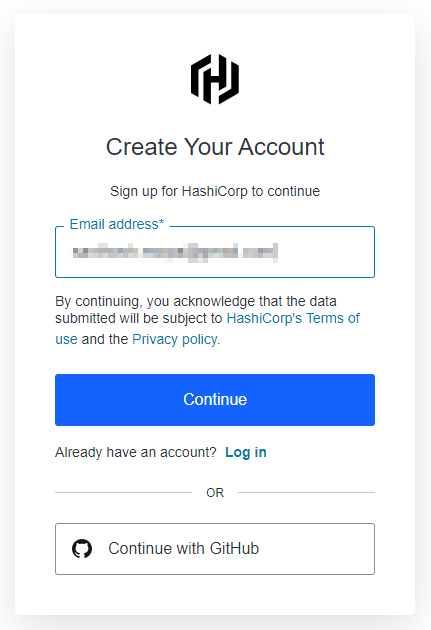 Create Your Account
Sign up for HashiCorp to continue
Email address*
By continuing, you acknowledge that the data
submitted will be subject to HashiCorp's Terms of
use and the Privacy policy.
Continue
Already have an account? Log in
OR
Continue with GitHub